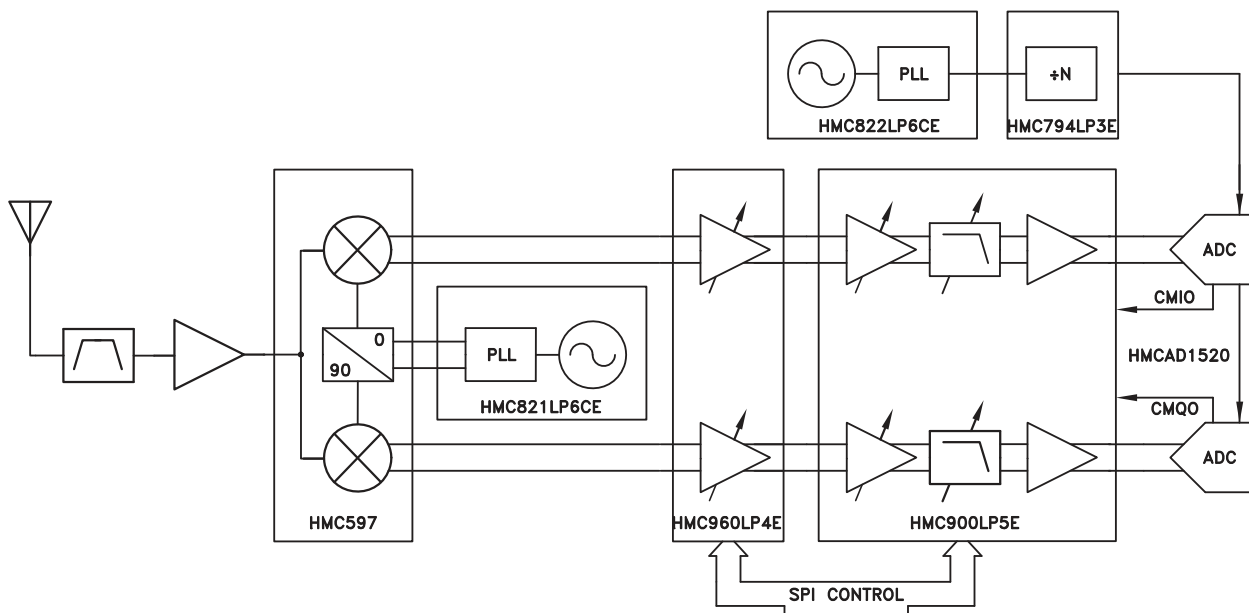 PLL
÷N
HMC822LP6CE
HMC794LP3E
ADC
CMIO
0
90
PLL
HMC821LP6CE
HMCAD1520
CMQO
ADC
HMC597
HMC960LP4E
HMC900LP5E
SPI CONTROL